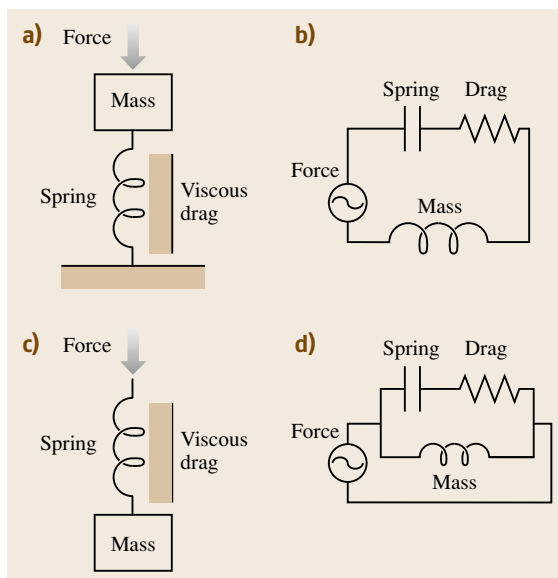 a)
Force
Mass
Spring
Viscous
drag
b)
Spring Drag
Force
Mass
c)
Force
Spring
Viscous
drag
Mass
d)
Spring Drag
Force
Mass